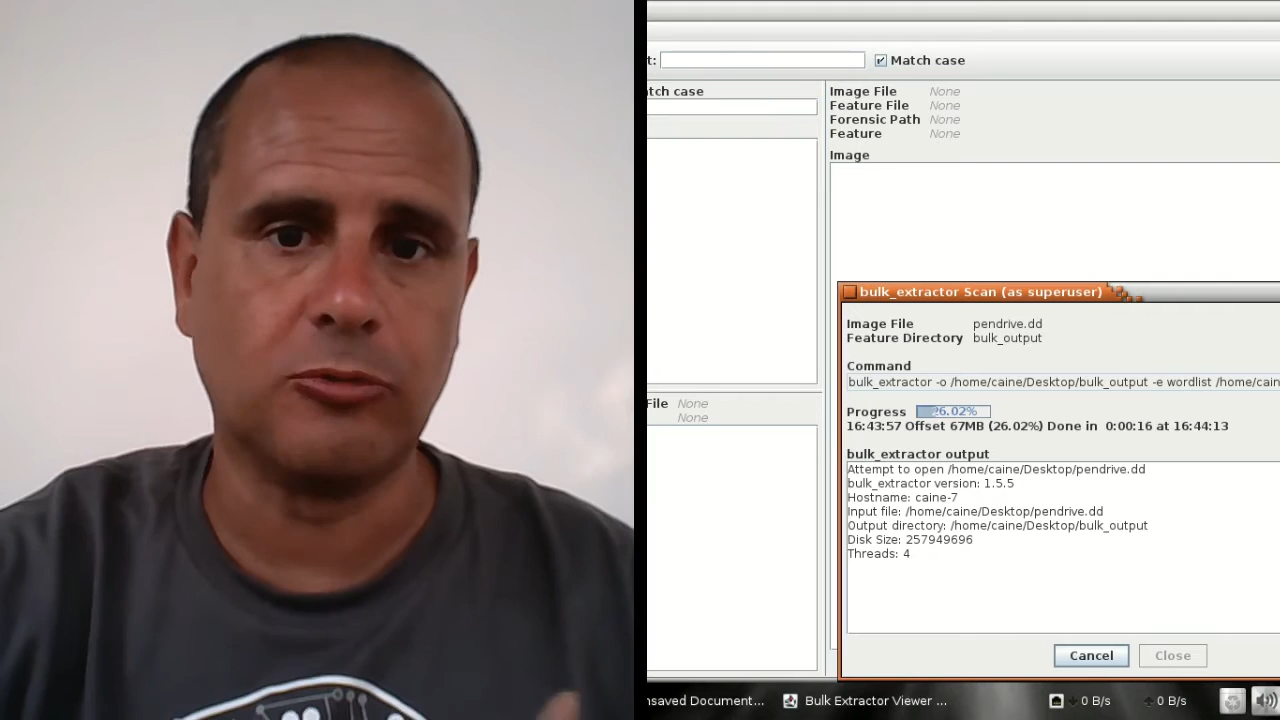 t: Match case
tch case
Image File None
Feature File None
Forensic Path None
Feature None
Image
File None
None
bulk_extractor Scan (as superuser)
Image File pendrive.dd
Feature Directory bulk_output
Command
bulk_extractor -o /home/caine/Desktop/bulk_output -e wordlist /home/cain
Progress 26.02%
16:43:57 Offset 67MB (26.02%) Done in 0:00:16 at 16:44:13
bulk_extractor output
Attempt to open /home/caine/Desktop/pendrive.dd
bulk_extractor version: 1.5.5
Hostname: caine-7
Input file: /home/caine/Desktop/pendrive.dd
Output directory: /home/caine/Desktop/bulk_output
Disk Size: 257949696
Threads: 4
Cancel Close
nsaved Document... Bulk Extractor Viewer ... 0 B/s 0 B/s